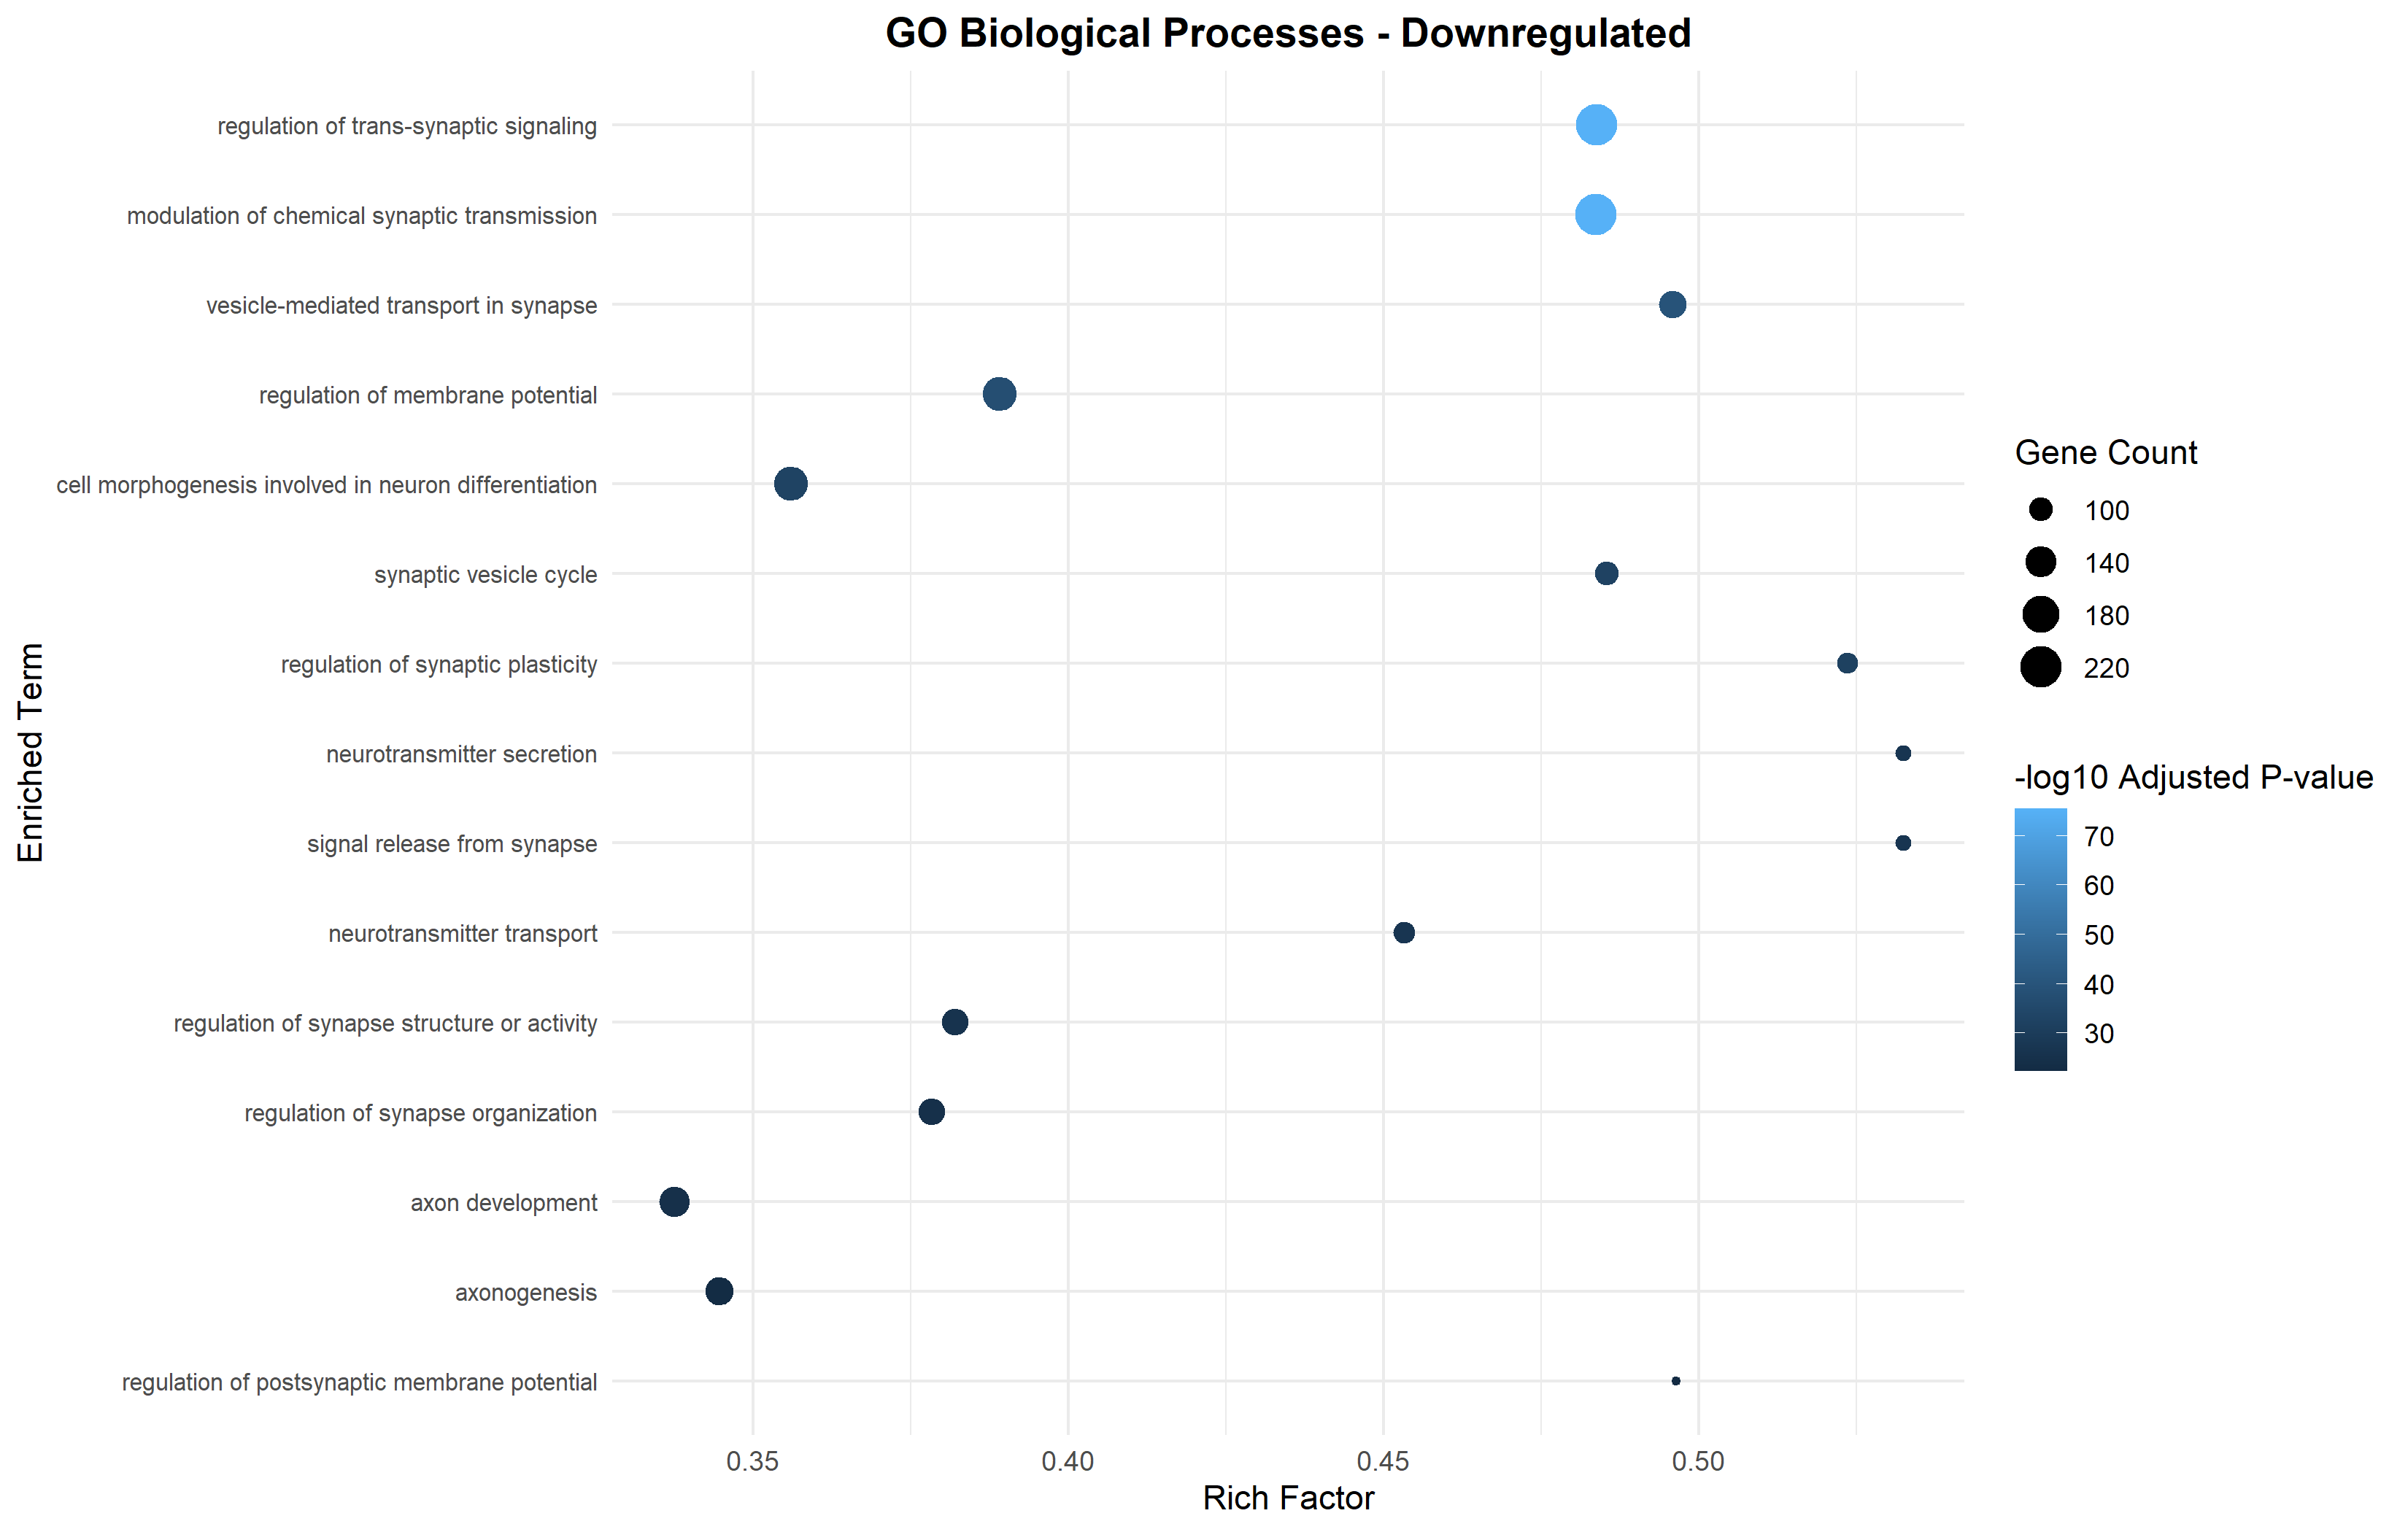 GO Biological Processes - Downregulated
regulation of trans-synaptic signaling
modulation of chemical synaptic transmission
vesicle-mediated transport in synapse
regulation of membrane potential
cell morphogenesis involved in neuron differentiation
synaptic vesicle cycle
regulation of synaptic plasticity
neurotransmitter secretion
signal release from synapse
neurotransmitter transport
regulation of synapse structure or activity
regulation of synapse organization
axon development
axonogenesis
regulation of postsynaptic membrane potential
Enriched Term
0.35
0.40
0.45
0.50
Rich Factor
Gene Count
100
140
180
220
-log10 Adjusted P-value
70
60
50
40
30